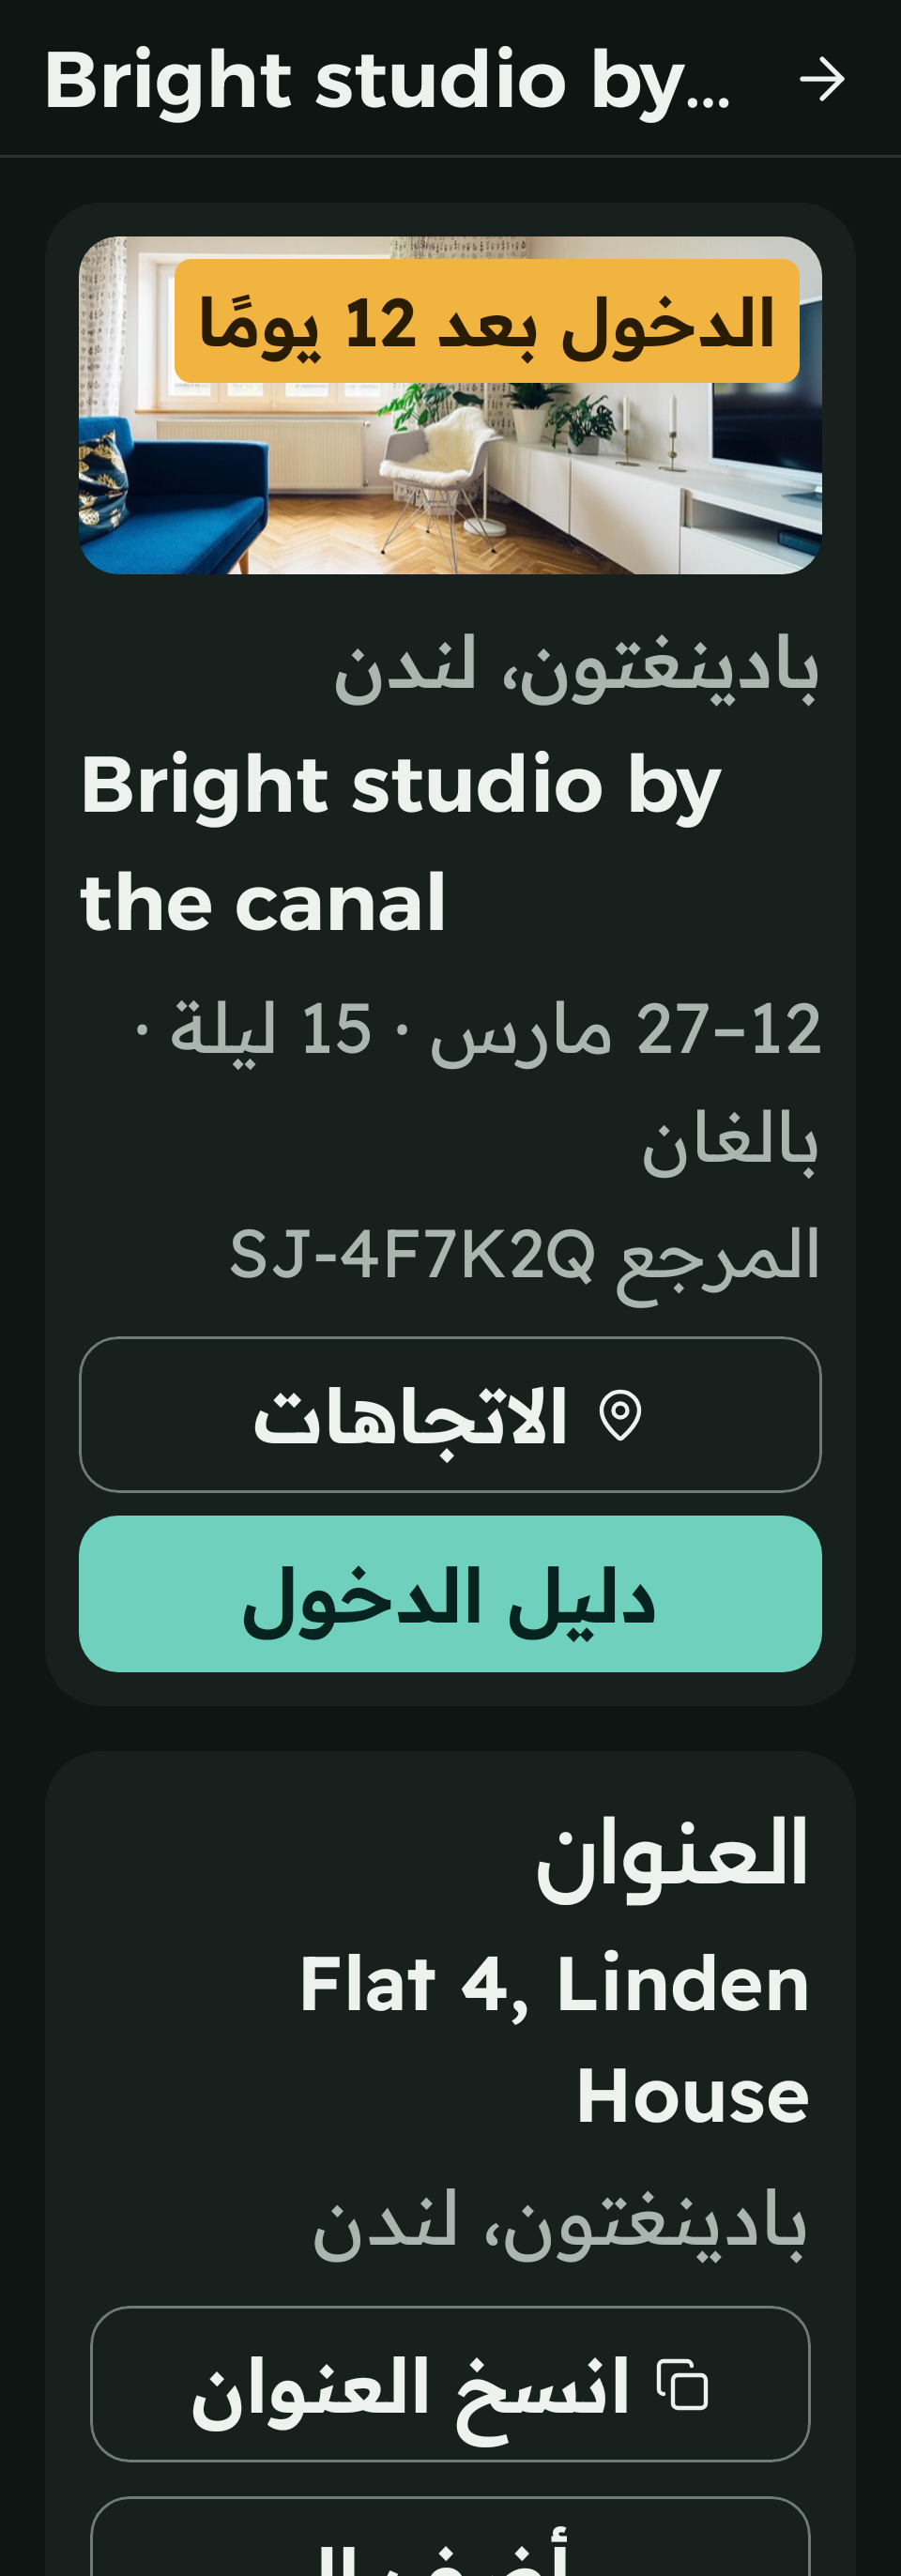 Bright studio by...
الدخول بعد 12 يومًا
بادينغتون، لندن
Bright studio by
the canal
12–27 مارس · 15 ليلة ·
بالغان
المرجع SJ-4F7K2Q
الاتجاهات
دليل الدخول
العنوان
Flat 4, Linden
House
بادينغتون، لندن
انسخ العنوان